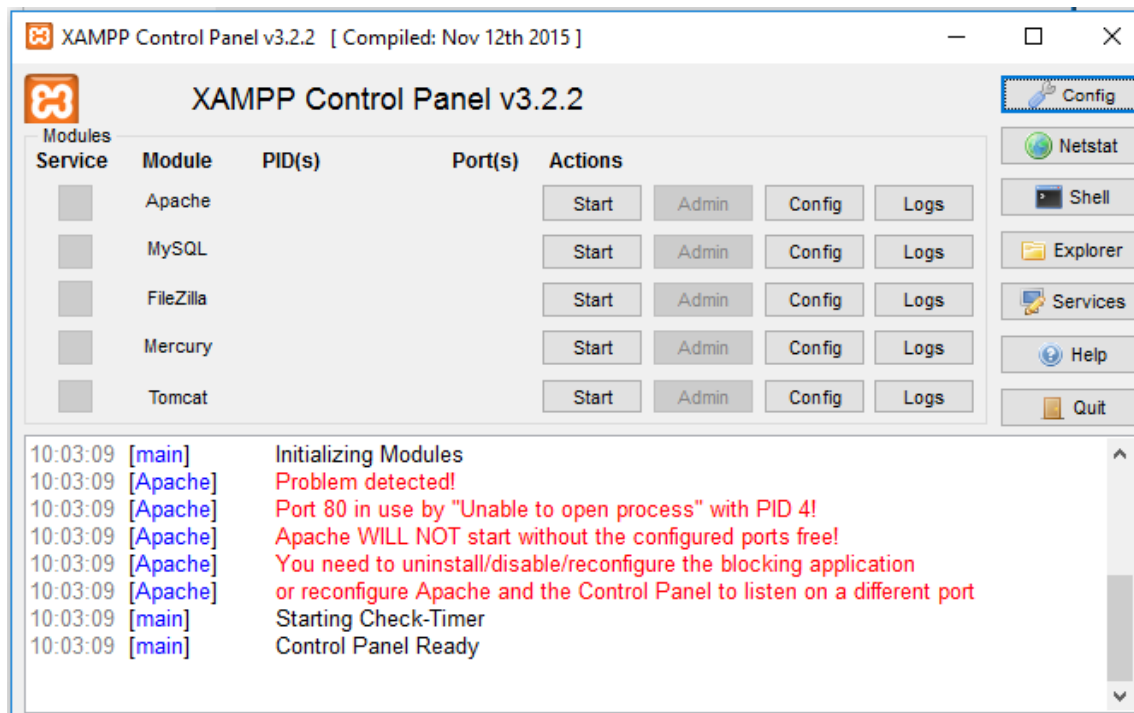 XAMPP Control Panel v3.2.2 [ Compiled: Nov 12th 2015 ]
XAMPP Control Panel v3.2.2
Config
Modules
Service Module PID(s) Port(s) Actions
Netstat
Apache Start Admin Config Logs
Shell
MySQL Start Admin Config Logs
Explorer
FileZilla Start Admin Config Logs
Services
Mercury Start Admin Config Logs
Help
Tomcat Start Admin Config Logs
Quit
10:03:09 [main] Initializing Modules
10:03:09 [Apache] Problem detected!
10:03:09 [Apache] Port 80 in use by "Unable to open process" with PID 4!
10:03:09 [Apache] Apache WILL NOT start without the configured ports free!
10:03:09 [Apache] You need to uninstall/disable/reconfigure the blocking application
10:03:09 [Apache] or reconfigure Apache and the Control Panel to listen on a different port
10:03:09 [main] Starting Check-Timer
10:03:09 [main] Control Panel Ready